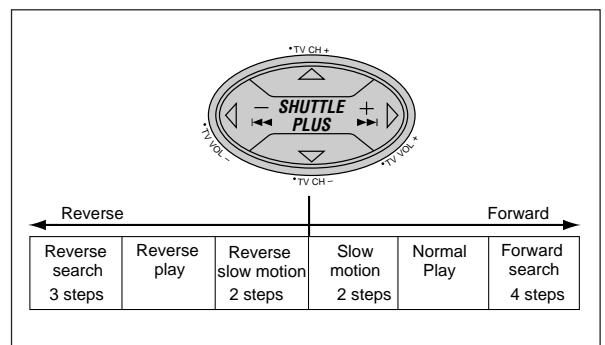 •TV CH +
– SHUTTLE +
PLUS
•TV VOL –
•TV VOL +
•TV CH –
Reverse Forward
Reverse search 3 steps
Reverse play
Reverse slow motion 2 steps
Slow motion 2 steps
Normal Play
Forward search 4 steps